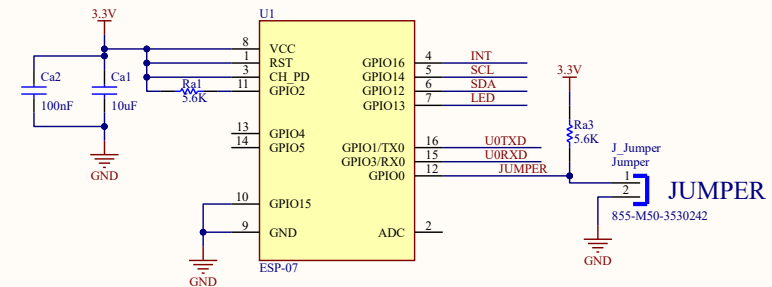 3.3V
Ca2
100nF
Ca1
10uF
GND
Ra1
5.6K
U1
8 VCC
1 RST
3 CH_PD
11 GPIO2
13 GPIO4
14 GPIO5
10 GPIO15
9 GND
GPIO16 4 INT
GPIO14 5 SCL
GPIO12 6 SDA
GPIO13 7 LED
GPIO1/TX0 16 U0TXD
GPIO3/RX0 15 U0RXD
GPIO0 12 JUMPER
ADC 2
ESP-07
GND
3.3V
Ra3
5.6K
J_Jumper
Jumper
1
2
JUMPER
855-M50-3530242
GND